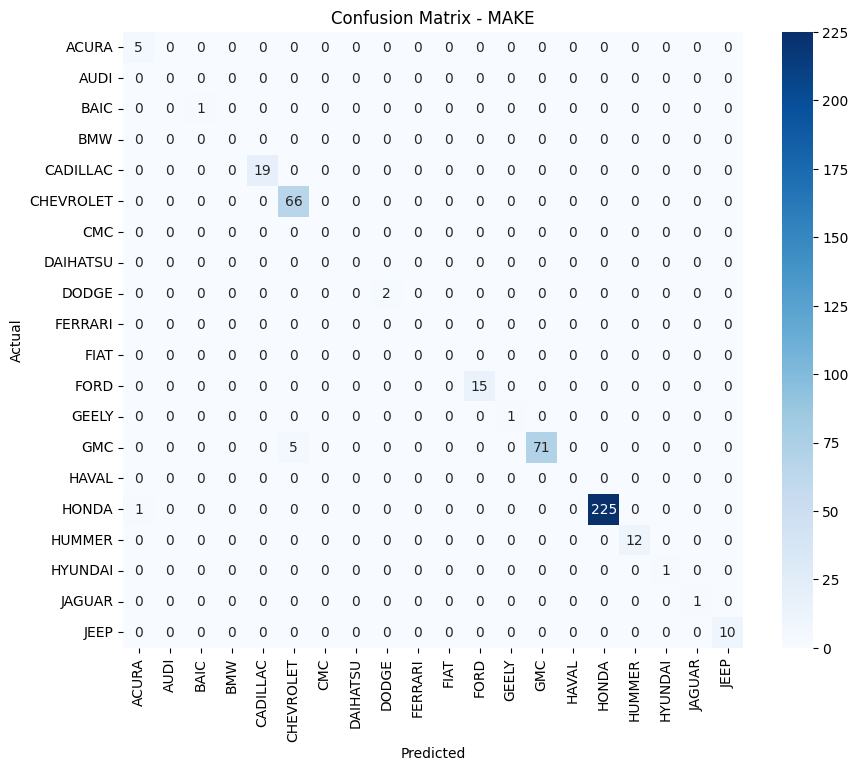 Confusion Matrix - MAKE
ACURA 5 0 0 0 0 0 0 0 0 0 0 0 0 0 0 0 0 0 0 0
AUDI 0 0 0 0 0 0 0 0 0 0 0 0 0 0 0 0 0 0 0 0
BAIC 0 0 1 0 0 0 0 0 0 0 0 0 0 0 0 0 0 0 0 0
BMW 0 0 0 0 0 0 0 0 0 0 0 0 0 0 0 0 0 0 0 0
CADILLAC 0 0 0 0 19 0 0 0 0 0 0 0 0 0 0 0 0 0 0 0
CHEVROLET 0 0 0 0 0 66 0 0 0 0 0 0 0 0 0 0 0 0 0 0
CMC 0 0 0 0 0 0 0 0 0 0 0 0 0 0 0 0 0 0 0 0
DAIHATSU 0 0 0 0 0 0 0 0 0 0 0 0 0 0 0 0 0 0 0 0
DODGE 0 0 0 0 0 0 0 0 2 0 0 0 0 0 0 0 0 0 0 0
FERRARI 0 0 0 0 0 0 0 0 0 0 0 0 0 0 0 0 0 0 0 0
FIAT 0 0 0 0 0 0 0 0 0 0 0 0 0 0 0 0 0 0 0 0
FORD 0 0 0 0 0 0 0 0 0 0 0 15 0 0 0 0 0 0 0 0
GEELY 0 0 0 0 0 0 0 0 0 0 0 0 1 0 0 0 0 0 0 0
GMC 0 0 0 0 0 5 0 0 0 0 0 0 0 71 0 0 0 0 0 0
HAVAL 0 0 0 0 0 0 0 0 0 0 0 0 0 0 0 0 0 0 0 0
HONDA 1 0 0 0 0 0 0 0 0 0 0 0 0 0 0 225 0 0 0 0
HUMMER 0 0 0 0 0 0 0 0 0 0 0 0 0 0 0 0 12 0 0 0
HYUNDAI 0 0 0 0 0 0 0 0 0 0 0 0 0 0 0 0 0 1 0 0
JAGUAR 0 0 0 0 0 0 0 0 0 0 0 0 0 0 0 0 0 0 1 0
JEEP 0 0 0 0 0 0 0 0 0 0 0 0 0 0 0 0 0 0 0 10
Actual
ACURA
AUDI
BAIC
BMW
CADILLAC
CHEVROLET
CMC
DAIHATSU
DODGE
FERRARI
FIAT
FORD
GEELY
GMC
HAVAL
HONDA
HUMMER
HYUNDAI
JAGUAR
JEEP
Predicted
225
200
175
150
125
100
75
50
25
0